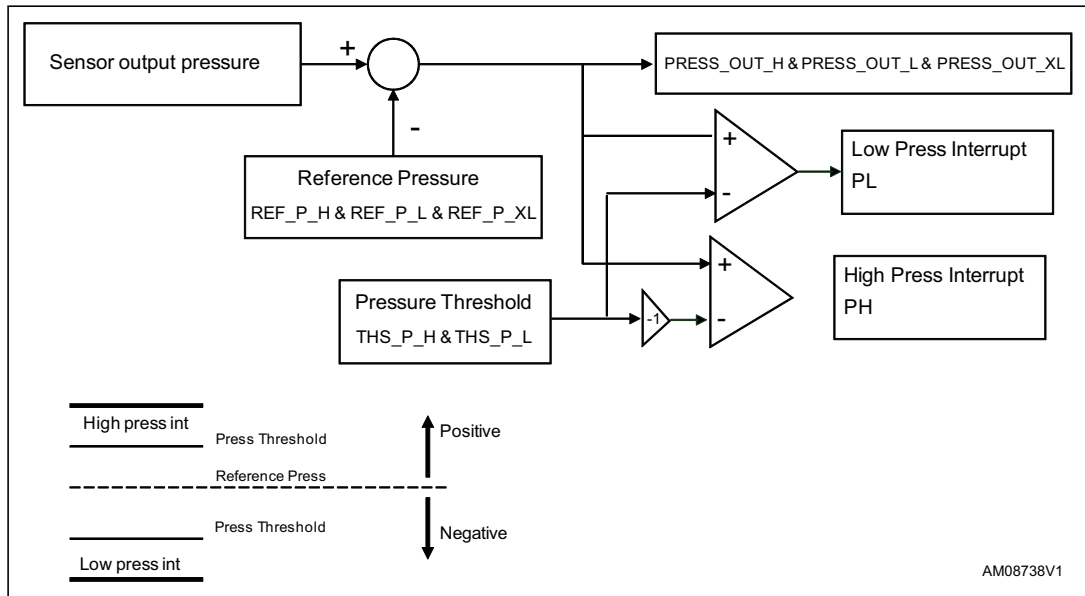 Sensor output pressure
+
-
PRESS_OUT_H & PRESS_OUT_L & PRESS_OUT_XL
Reference Pressure
REF_P_H & REF_P_L & REF_P_XL
+
-
Low Press Interrupt
PL
Pressure Threshold
THS_P_H & THS_P_L
-1
+
-
High Press Interrupt
PH
High press int
Press Threshold
Reference Press
Press Threshold
Low press int
Positive
Negative
AM08738V1